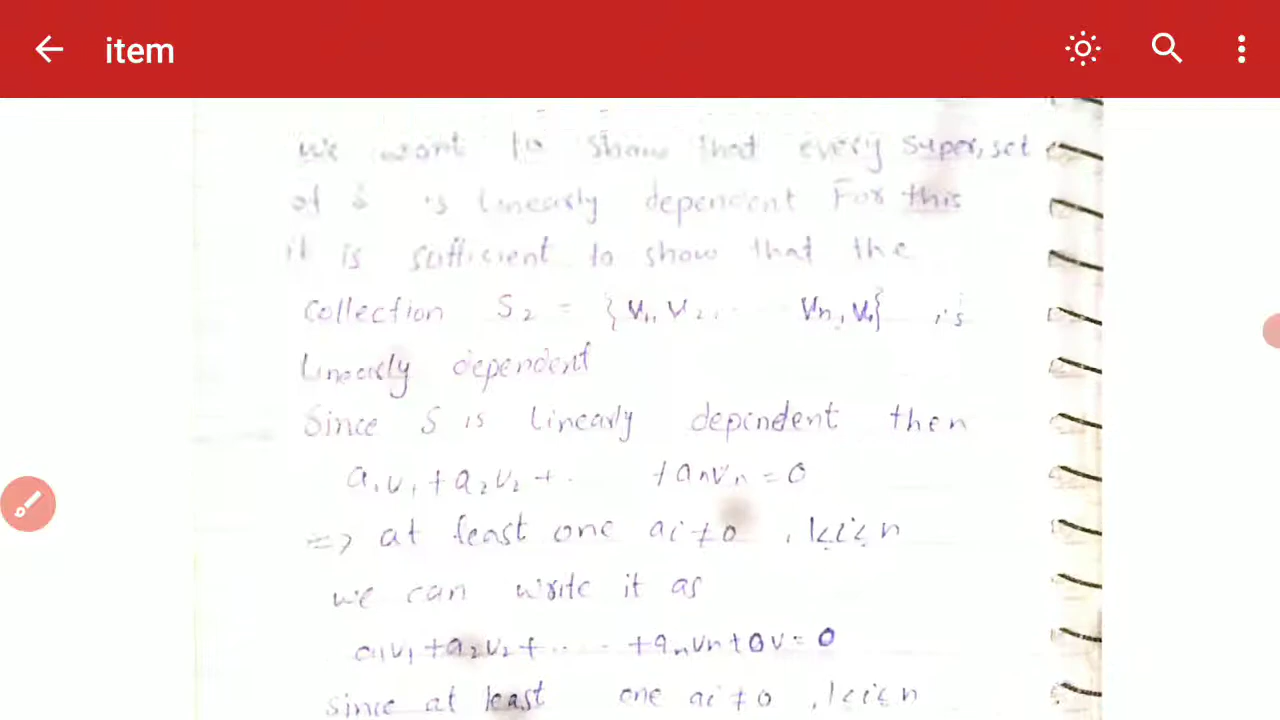 item
we want to show that every super, set
of S is linearly dependent For this
it is sufficient to show that the
Collection S₂ = {v₁, v₂, .. vₙ, v} is
Linearly dependent
Since S is linearly dependent then
a₁v₁ + a₂v₂ + .. + aₙvₙ = 0
=> at least one aᵢ ≠ 0 , 1≤i≤n
we can write it as
a₁v₁ + a₂v₂ + .... + aₙvₙ + 0v = 0
since at least one aᵢ ≠ 0 , 1≤i≤n